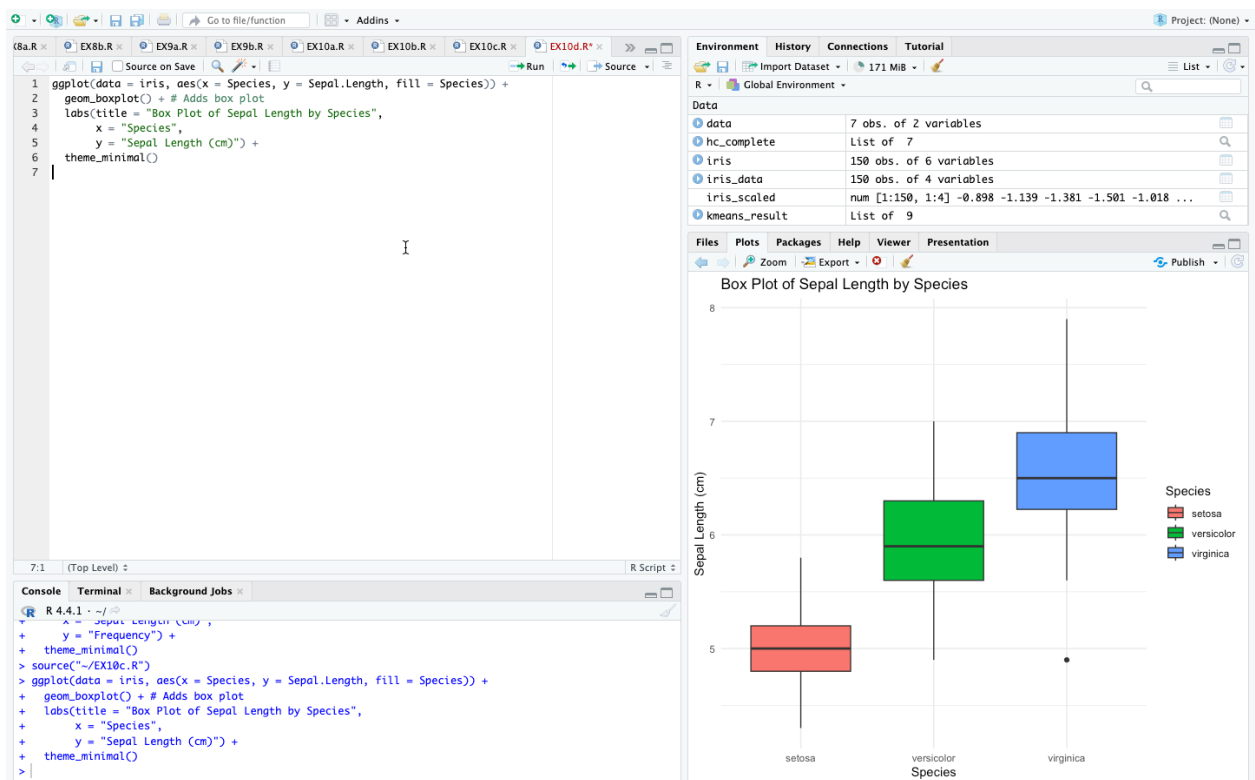 Go to file/function
Addins
Project: (None)
(8a.R
EX8b.R
EX9a.R
EX9b.R
EX10a.R
EX10b.R
EX10c.R
EX10d.R*
Source on Save
Run
Source
1 ggplot(data = iris, aes(x = Species, y = Sepal.Length, fill = Species)) +
2 geom_boxplot() + # Adds box plot
3 labs(title = "Box Plot of Sepal Length by Species",
4 x = "Species",
5 y = "Sepal Length (cm)") +
6 theme_minimal()
7
7:1 (Top Level) R Script
Console Terminal Background Jobs
R 4.4.1 · ~/
+ x = "Sepal Length (cm)",
+ y = "Frequency") +
+ theme_minimal()
> source("~/EX10c.R")
> ggplot(data = iris, aes(x = Species, y = Sepal.Length, fill = Species)) +
+ geom_boxplot() + # Adds box plot
+ labs(title = "Box Plot of Sepal Length by Species",
+ x = "Species",
+ y = "Sepal Length (cm)") +
+ theme_minimal()
>
Environment History Connections Tutorial
Import Dataset 171 MiB List
R Global Environment
Data
data 7 obs. of 2 variables
hc_complete List of 7
iris 150 obs. of 6 variables
iris_data 150 obs. of 4 variables
iris_scaled num [1:150, 1:4] -0.898 -1.139 -1.381 -1.501 -1.018 ...
kmeans_result List of 9
Files Plots Packages Help Viewer Presentation
Zoom Export Publish
Box Plot of Sepal Length by Species
8
7
6
5
Sepal Length (cm)
setosa versicolor virginica
Species
Species
setosa
versicolor
virginica